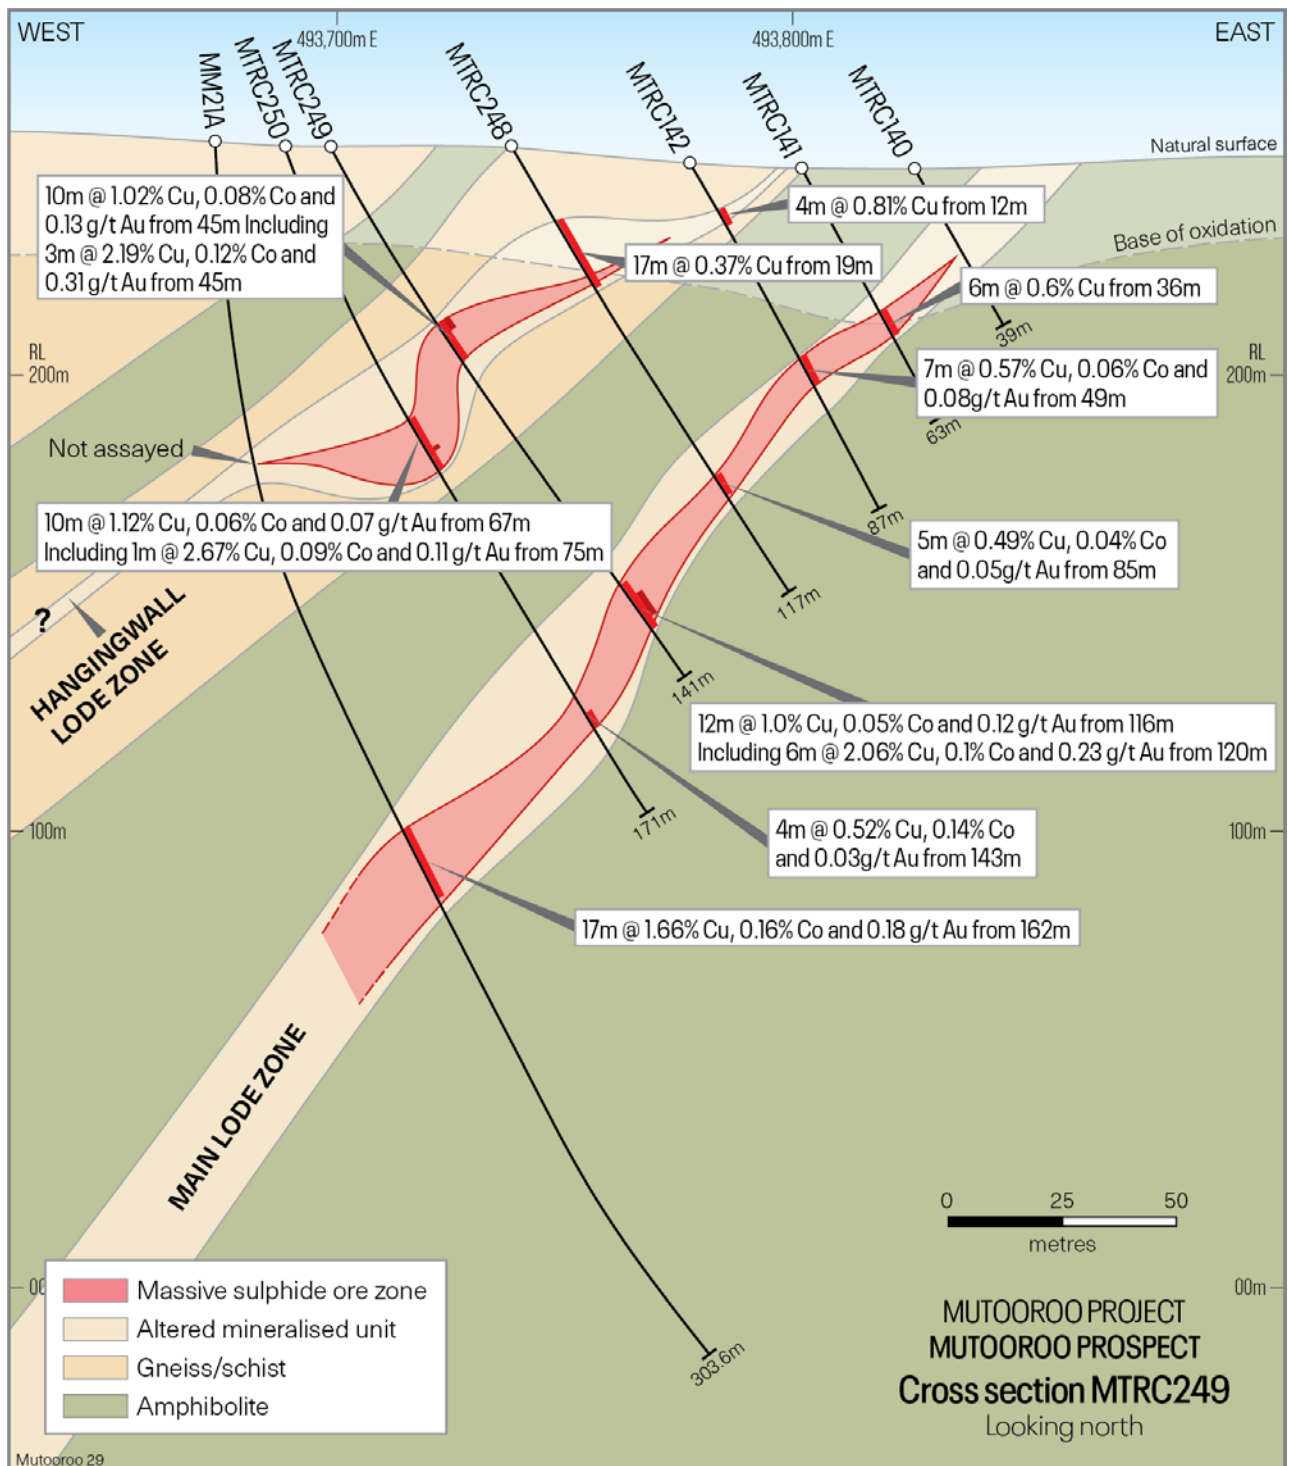 WEST
493,700m E
493,800m E
EAST
MM21A
MTRC250
MTRC249
MTRC248
MTRC142
MTRC141
MTRC140
Natural surface
10m @ 1.02% Cu, 0.08% Co and
0.13 g/t Au from 45m Including
3m @ 2.19% Cu, 0.12% Co and
0.31 g/t Au from 45m
4m @ 0.81% Cu from 12m
Base of oxidation
17m @ 0.37% Cu from 19m
6m @ 0.6% Cu from 36m
39m
RL
200m
RL
200m
7m @ 0.57% Cu, 0.06% Co and
0.08g/t Au from 49m
63m
Not assayed
10m @ 1.12% Cu, 0.06% Co and 0.07 g/t Au from 67m
Including 1m @ 2.67% Cu, 0.09% Co and 0.11 g/t Au from 75m
87m
5m @ 0.49% Cu, 0.04% Co
and 0.05g/t Au from 85m
117m
?
HANGINGWALL
LODE ZONE
141m
12m @ 1.0% Cu, 0.05% Co and 0.12 g/t Au from 116m
Including 6m @ 2.06% Cu, 0.1% Co and 0.23 g/t Au from 120m
171m
100m
100m
4m @ 0.52% Cu, 0.14% Co
and 0.03g/t Au from 143m
17m @ 1.66% Cu, 0.16% Co and 0.18 g/t Au from 162m
MAIN LODE ZONE
0 25 50
metres
00
00m
303.6m
Massive sulphide ore zone
Altered mineralised unit
Gneiss/schist
Amphibolite
MUTOOROO PROJECT
MUTOOROO PROSPECT
Cross section MTRC249
Looking north
Mutooroo 29